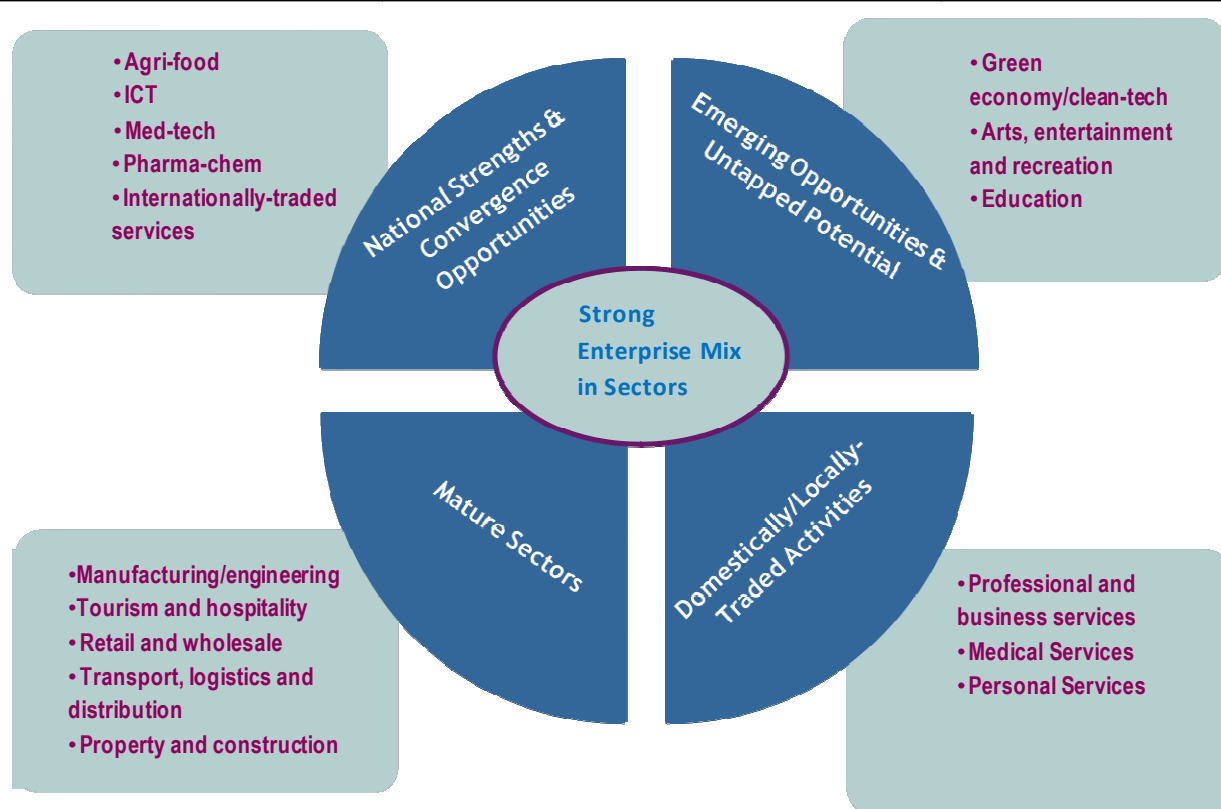 • Agri-food
• ICT
• Med-tech
• Pharma-chem
• Internationally-traded
services
National Strengths &
Convergence
Opportunities
Emerging Opportunities &
Untapped Potential
• Green
economy/clean-tech
• Arts, entertainment
and recreation
• Education
Strong
Enterprise Mix
in Sectors
•Manufacturing/engineering
•Tourism and hospitality
• Retail and wholesale
• Transport, logistics and
distribution
• Property and construction
Mature Sectors
Domestically/Locally-
Traded Activities
• Professional and
business services
• Medical Services
• Personal Services